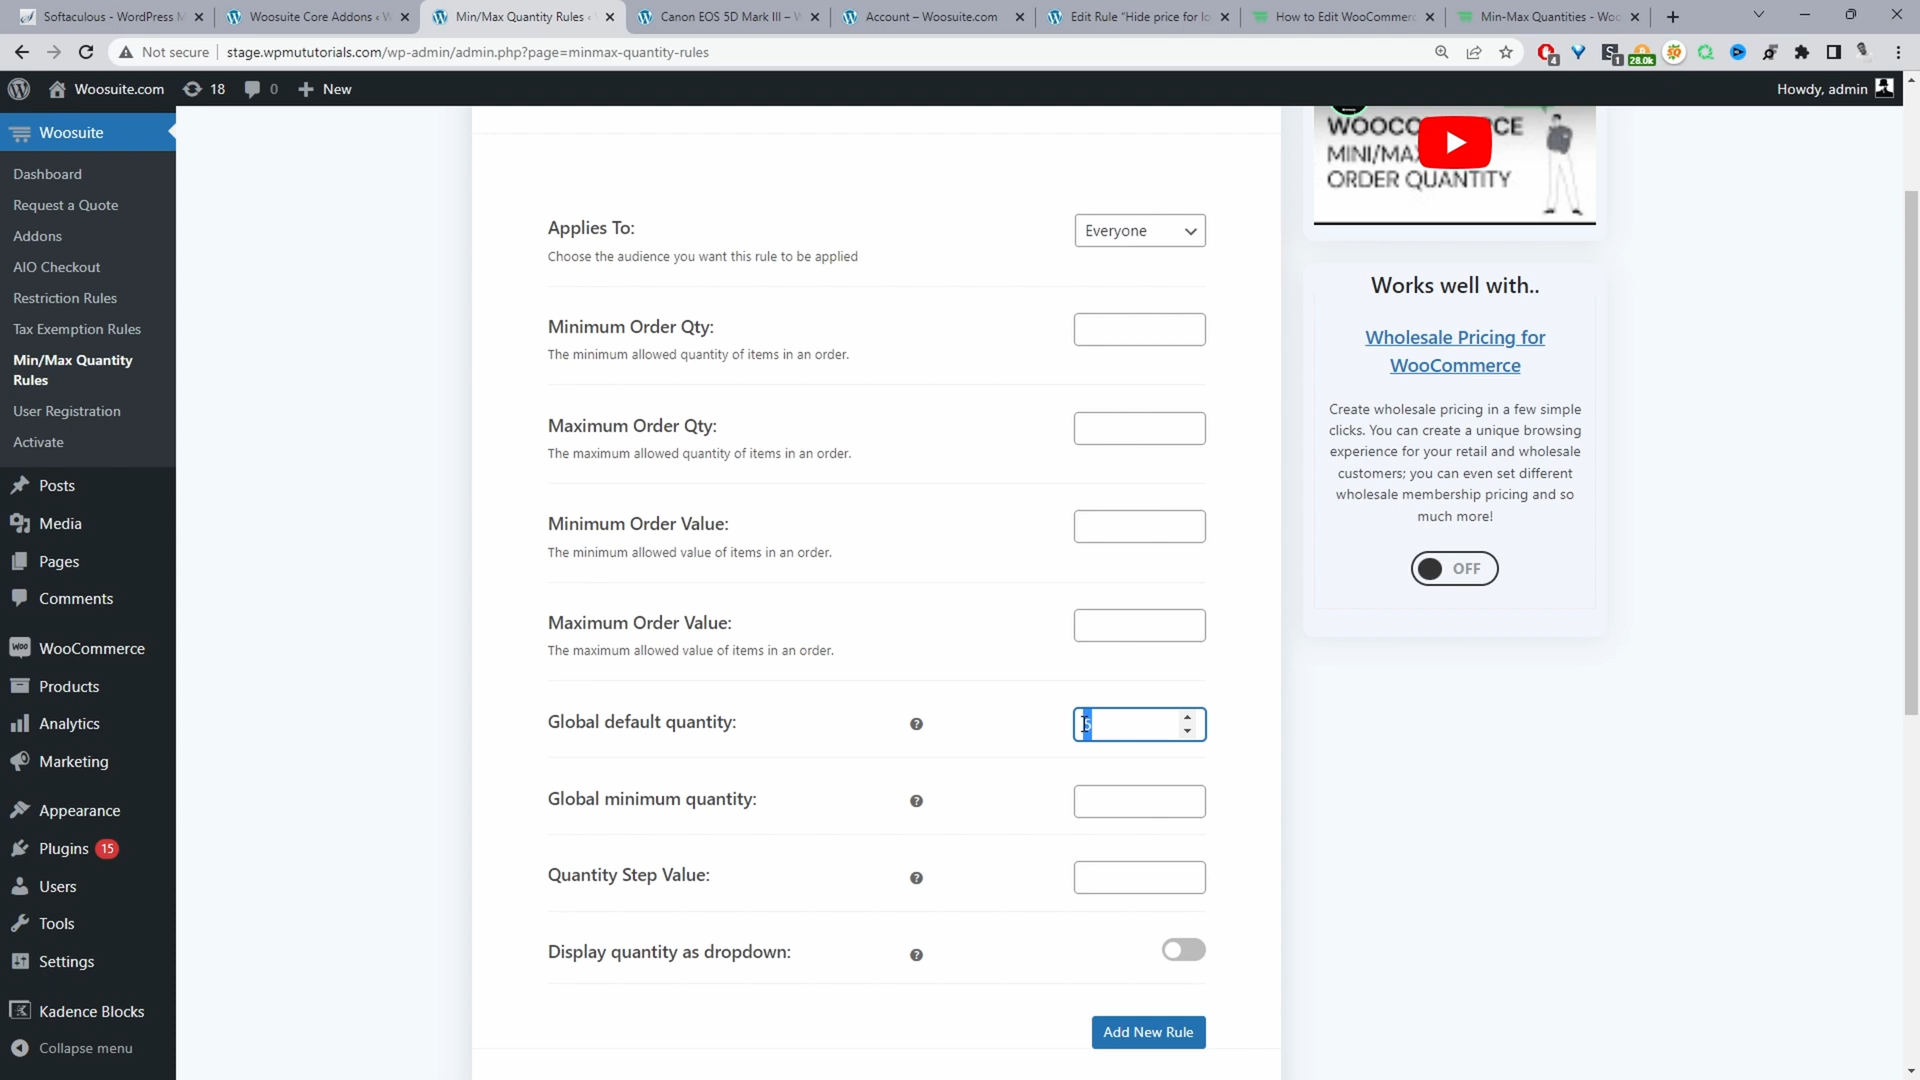 Softaculous - WordPress M
Woosuite Core Addons ‹ W
Min/Max Quantity Rules ‹
Canon EOS 5D Mark III – W
Account – Woosuite.com
Edit Rule "Hide price for lo
How to Edit WooCommerc
Min-Max Quantities - Woo
Not secure
stage.wpmututorials.com/wp-admin/admin.php?page=minmax-quantity-rules
4
1
28.0k
Woosuite.com
18
0
New
Howdy, admin
Woosuite
Dashboard
Request a Quote
Addons
AIO Checkout
Restriction Rules
Tax Exemption Rules
Min/Max Quantity
Rules
User Registration
Activate
Posts
Media
Pages
Comments
WooCommerce
Products
Analytics
Marketing
Appearance
Plugins 15
Users
Tools
Settings
Kadence Blocks
Collapse menu
Applies To:
Everyone
Choose the audience you want this rule to be applied
Minimum Order Qty:
The minimum allowed quantity of items in an order.
Maximum Order Qty:
The maximum allowed quantity of items in an order.
Minimum Order Value:
The minimum allowed value of items in an order.
Maximum Order Value:
The maximum allowed value of items in an order.
Global default quantity:
5
Global minimum quantity:
Quantity Step Value:
Display quantity as dropdown:
Add New Rule
WOOCO CE
MINI/MA
ORDER QUANTITY
Works well with..
Wholesale Pricing for
WooCommerce
Create wholesale pricing in a few simple
clicks. You can create a unique browsing
experience for your retail and wholesale
customers; you can even set different
wholesale membership pricing and so
much more!
OFF